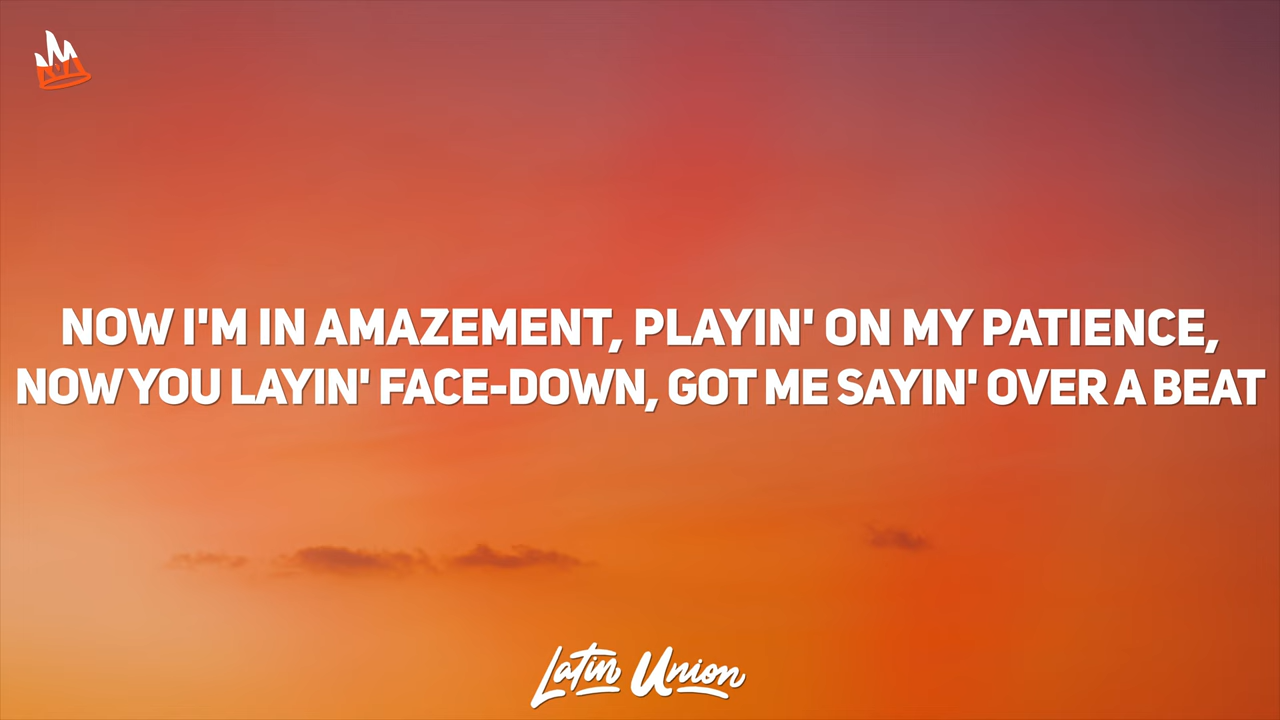 NOW I'M IN AMAZEMENT, PLAYIN' ON MY PATIENCE,
NOW YOU LAYIN' FACE-DOWN, GOT ME SAYIN' OVER A BEAT
Latin Union